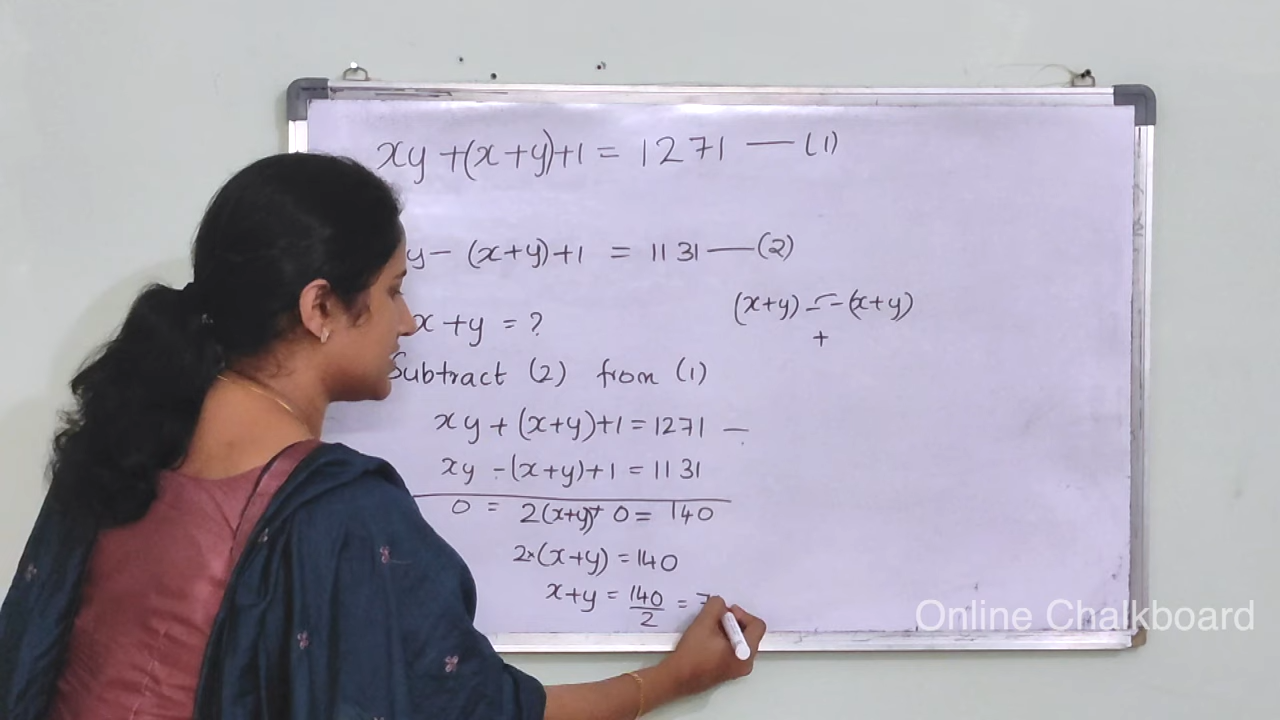 xy + (x+y)+1 = 1271 — (1)
y - (x+y)+1 = 1131 — (2)
(x+y) - - (x+y)
+
x + y = ?
Subtract (2) from (1)
xy + (x+y)+1 = 1271 —
xy - (x+y)+1 = 1131
0 = 2(x+y)+ 0 = 140
2×(x+y) = 140
x+y = 140/2 = 7
Online Chalkboard